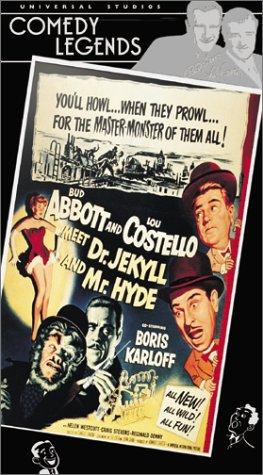 UNIVERSAL STUDIOS
COMEDY
LEGENDS
YOU'LL HOWL...WHEN THEY PROWL...
FOR THE MASTER-MONSTER OF THEM ALL!
BUD LOU
ABBOTT AND COSTELLO
MEET DR. JEKYLL
AND MR. HYDE
CO-STARRING
BORIS
KARLOFF
ALL NEW!
ALL WILD!
ALL FUN!
HELEN WESTCOTT · CRAIG STEVENS · REGINALD DENNY